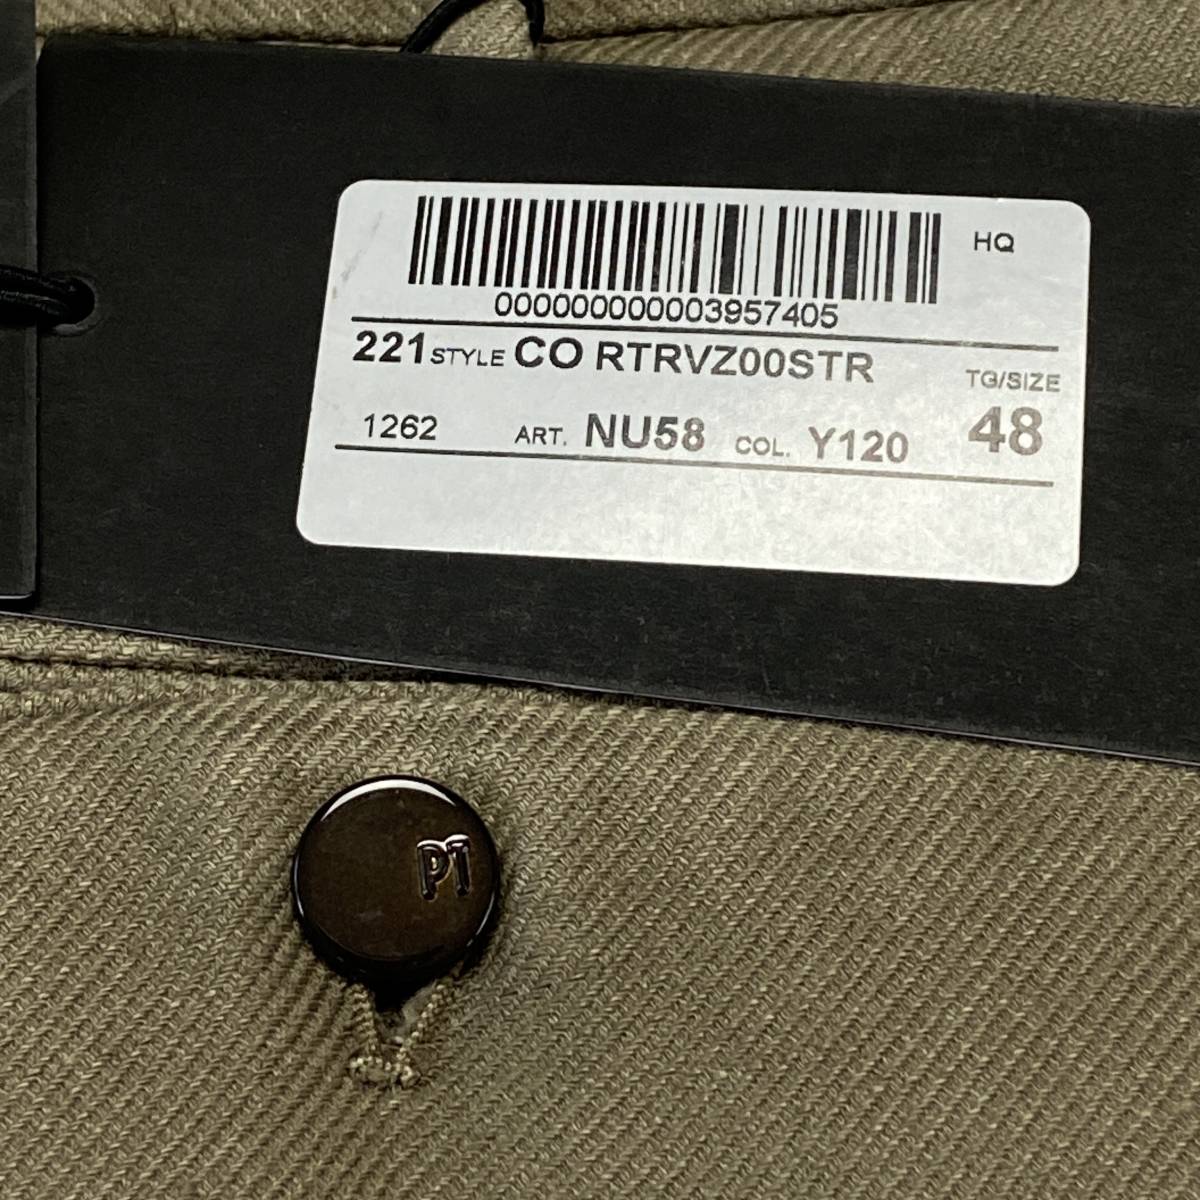 HQ
000000000003957405
221 STYLE CO RTRVZ00STR
TG/SIZE
1262 ART. NU58 COL. Y120 48
PT